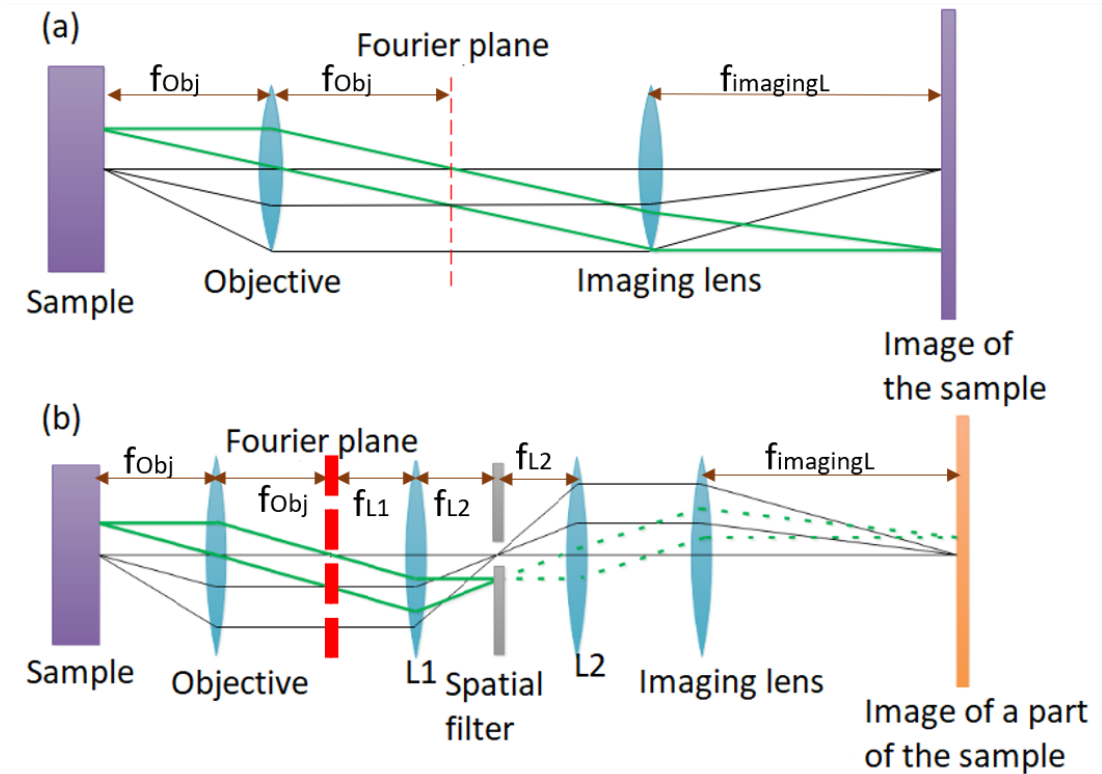 (a)
Fourier plane
fObj
fObj
fimagingL
Sample
Objective
Imaging lens
Image of
the sample
(b)
Fourier plane
fObj
fObj
fL1
fL2
fL2
fimagingL
Sample
Objective
L1
Spatial
filter
L2
Imaging lens
Image of a part
of the sample